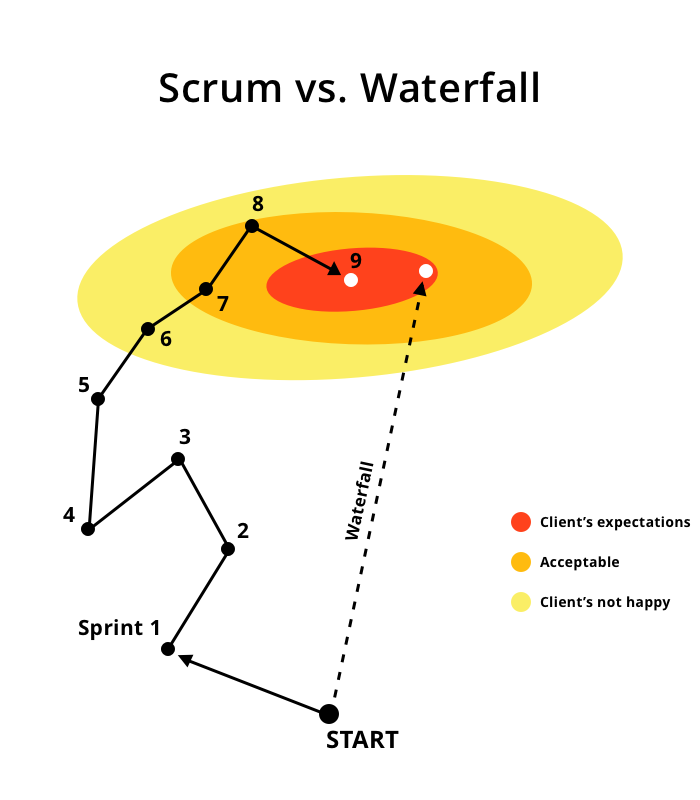 Scrum vs. Waterfall
8
9
7
6
5
3
4
2
Waterfall
Client’s expectations
Acceptable
Client’s not happy
Sprint 1
START